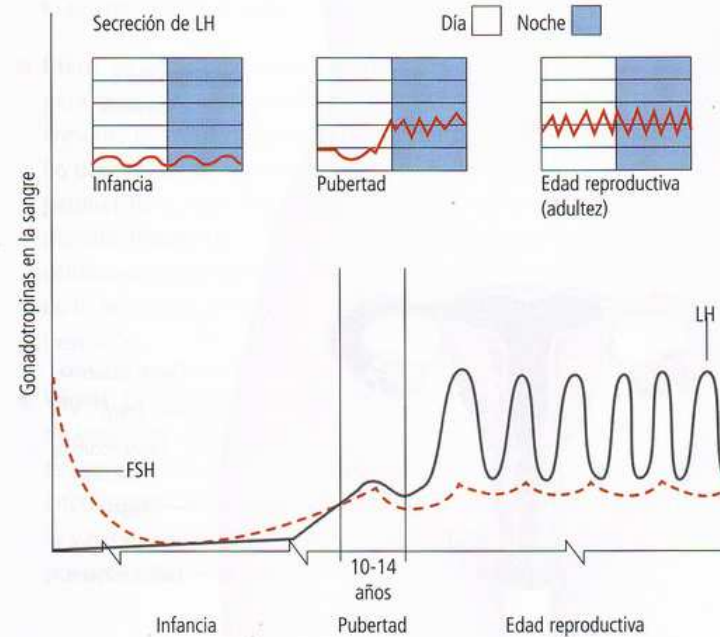 Secreción de LH
Día
Noche
Infancia
Pubertad
Edad reproductiva
(adultez)
Gonadotropinas en la sangre
LH
FSH
10-14
años
Infancia
Pubertad
Edad reproductiva